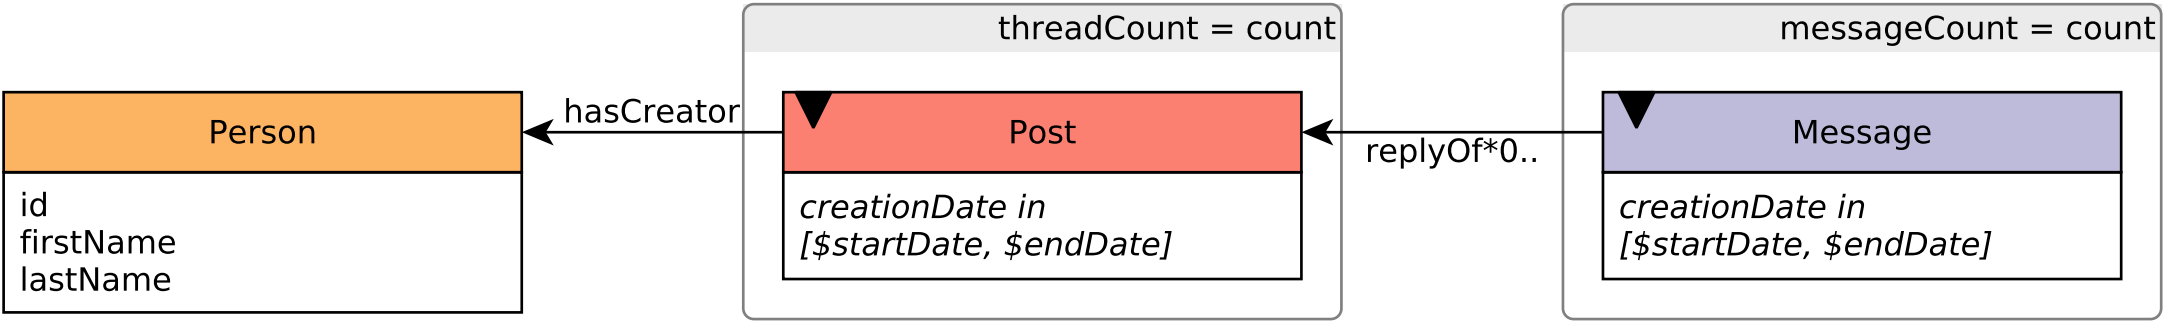 threadCount = count
messageCount = count
Person
hasCreator
Post
replyOf*0..
Message
id
firstName
lastName
creationDate in
[$startDate, $endDate]
creationDate in
[$startDate, $endDate]